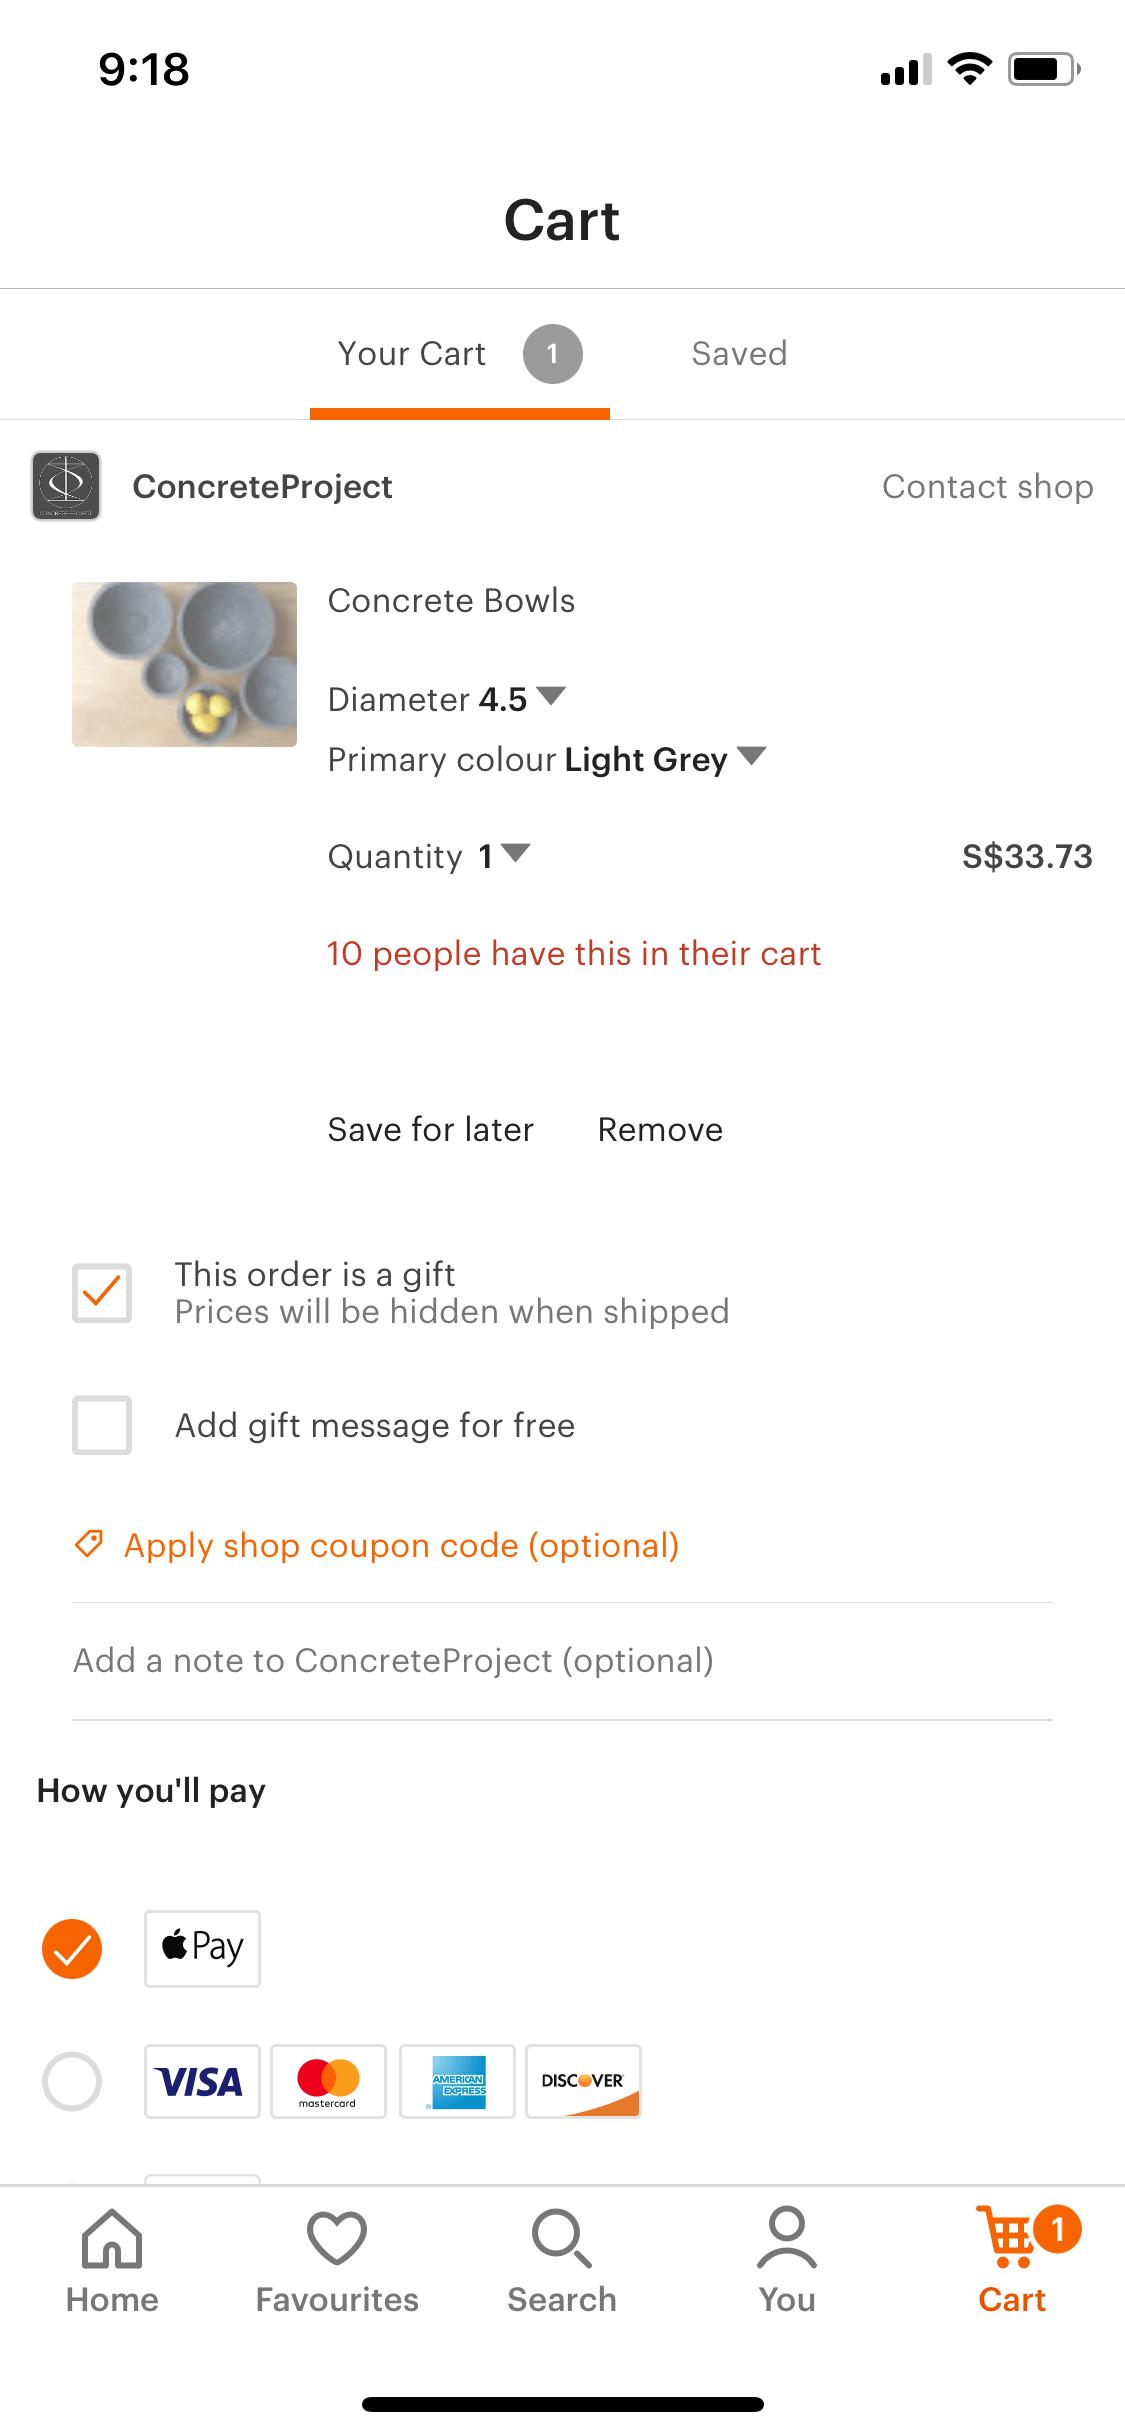 9:18
Cart
Your Cart 1 Saved
ConcreteProject Contact shop
Concrete Bowls
Diameter 4.5
Primary colour Light Grey
Quantity 1 S$33.73
10 people have this in their cart
Save for later Remove
This order is a gift
Prices will be hidden when shipped
Add gift message for free
Apply shop coupon code (optional)
Add a note to ConcreteProject (optional)
How you'll pay
Pay
VISA mastercard AMERICAN EXPRESS DISCOVER
1
Home Favourites Search You Cart